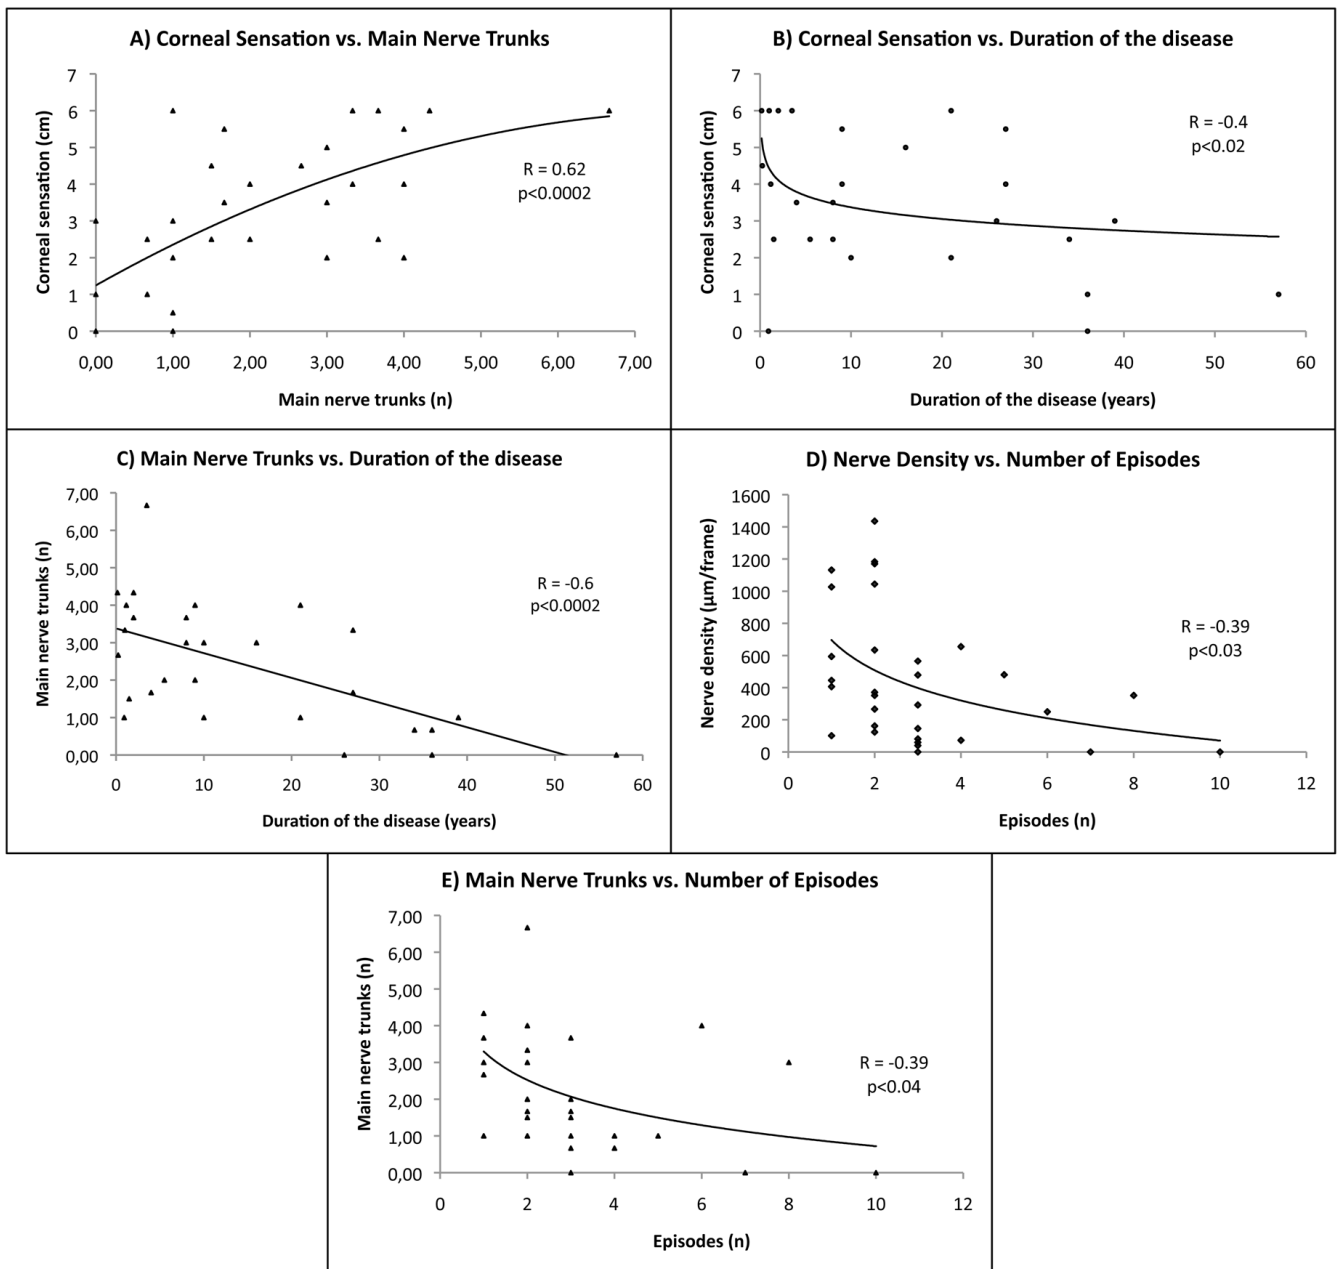 A) Corneal Sensation vs. Main Nerve Trunks
7
6
5
4
3
2
1
0
Corneal sensation (cm)
R = 0.62
p<0.0002
0,00 1,00 2,00 3,00 4,00 5,00 6,00 7,00
Main nerve trunks (n)
B) Corneal Sensation vs. Duration of the disease
7
6
5
4
3
2
1
0
Corneal sensation (cm)
R = -0.4
p<0.02
0 10 20 30 40 50 60
Duration of the disease (years)
C) Main Nerve Trunks vs. Duration of the disease
7,00
6,00
5,00
4,00
3,00
2,00
1,00
0,00
Main nerve trunks (n)
R = -0.6
p<0.0002
0 10 20 30 40 50 60
Duration of the disease (years)
D) Nerve Density vs. Number of Episodes
1600
1400
1200
1000
800
600
400
200
0
Nerve density (µm/frame)
R = -0.39
p<0.03
0 2 4 6 8 10 12
Episodes (n)
E) Main Nerve Trunks vs. Number of Episodes
7,00
6,00
5,00
4,00
3,00
2,00
1,00
0,00
Main nerve trunks (n)
R = -0.39
p<0.04
0 2 4 6 8 10 12
Episodes (n)